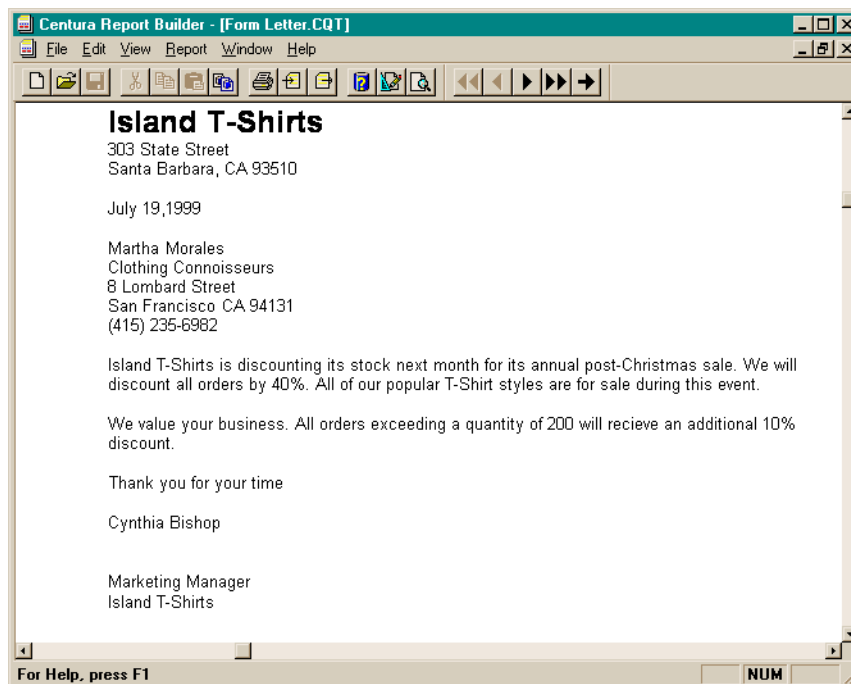 Centura Report Builder - [Form Letter.CQT]
File Edit View Report Window Help
Island T-Shirts
303 State Street
Santa Barbara, CA 93510
July 19,1999
Martha Morales
Clothing Connoisseurs
8 Lombard Street
San Francisco CA 94131
(415) 235-6982
Island T-Shirts is discounting its stock next month for its annual post-Christmas sale. We will
discount all orders by 40%. All of our popular T-Shirt styles are for sale during this event.
We value your business. All orders exceeding a quantity of 200 will recieve an additional 10%
discount.
Thank you for your time
Cynthia Bishop
Marketing Manager
Island T-Shirts
For Help, press F1
NUM